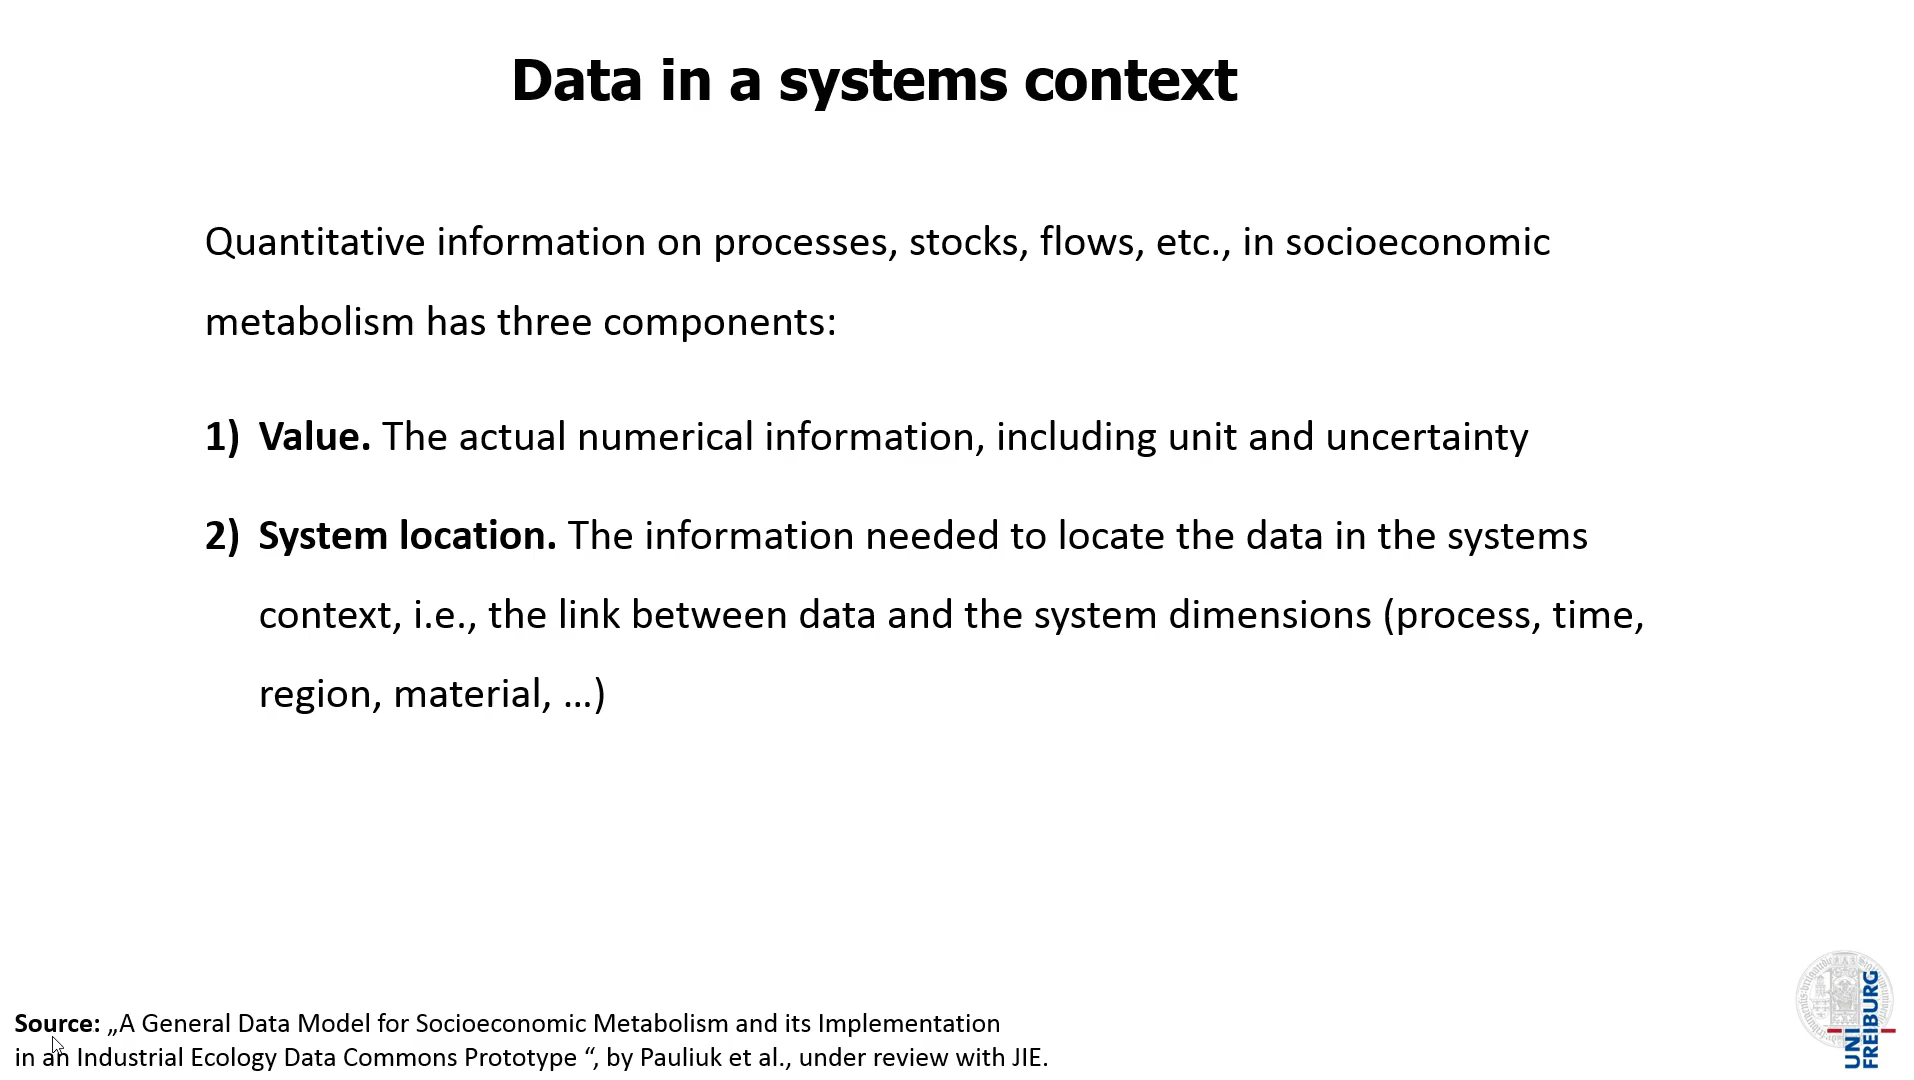 Data in a systems context
Quantitative information on processes, stocks, flows, etc., in socioeconomic
metabolism has three components:
1) Value. The actual numerical information, including unit and uncertainty
2) System location. The information needed to locate the data in the systems
context, i.e., the link between data and the system dimensions (process, time,
region, material, …)
Source: „A General Data Model for Socioeconomic Metabolism and its Implementation
in an Industrial Ecology Data Commons Prototype “, by Pauliuk et al., under review with JIE.
UNI
FREIBURG